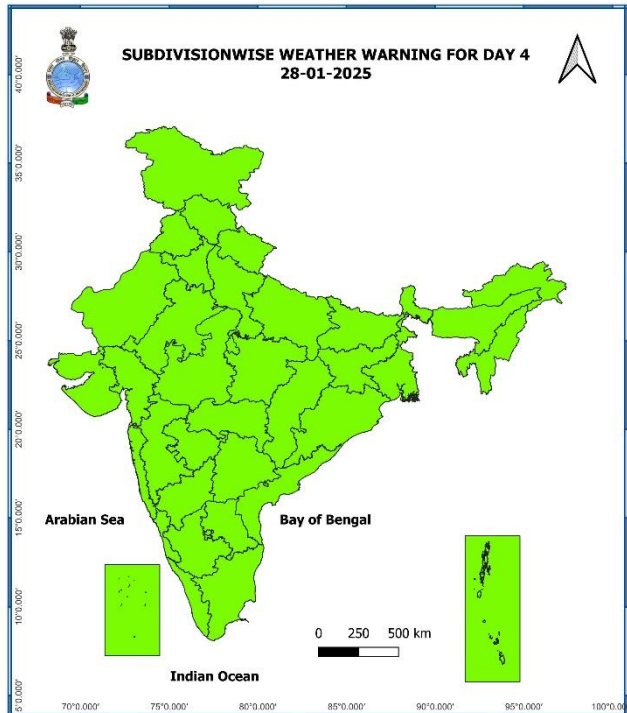 SUBDIVISIONWISE WEATHER WARNING FOR DAY 4
28-01-2025
40°0.000'
35°0.000'
30°0.000'
25°0.000'
20°0.000'
15°0.000'
10°0.000'
5°0.000'
Arabian Sea
Bay of Bengal
0 250 500 km
Indian Ocean
70°0.000' 75°0.000' 80°0.000' 85°0.000' 90°0.000' 95°0.000' 100°0.0